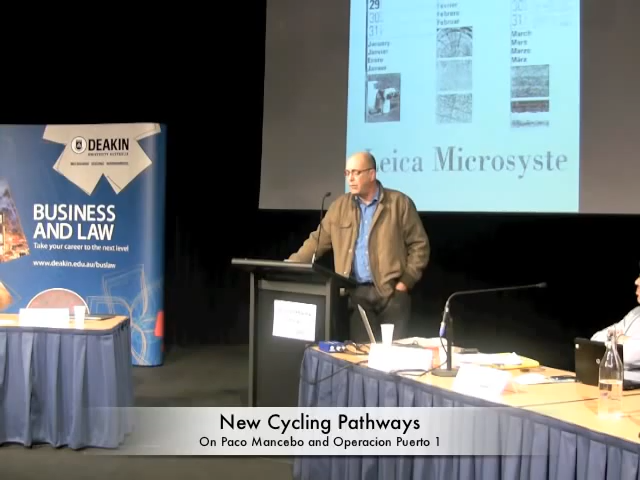 29
30
31
January
Janvier
Enero
Januar
Février
Febrero
Februar
30
31
March
Mars
Marzo
März
Leica Microsyste
DEAKIN
UNIVERSITY AUSTRALIA
BUSINESS
AND LAW
Take your career to the next level
www.deakin.edu.au/buslaw
New Cycling Pathways
On Paco Mancebo and Operacion Puerto 1